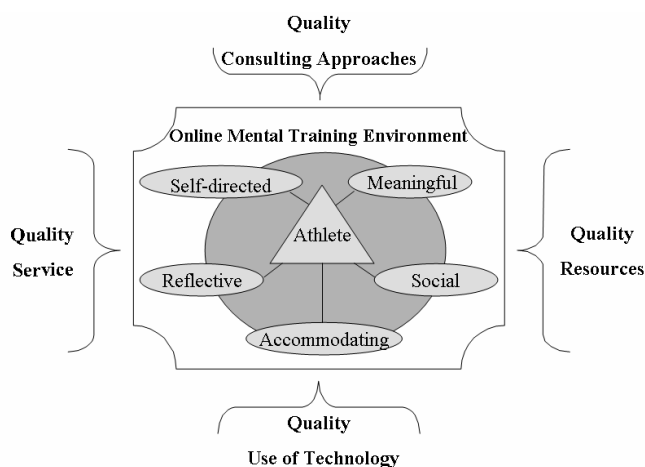 Quality
Consulting Approaches
Online Mental Training Environment
Self-directed
Meaningful
Athlete
Quality
Service
Quality
Resources
Reflective
Social
Accommodating
Quality
Use of Technology